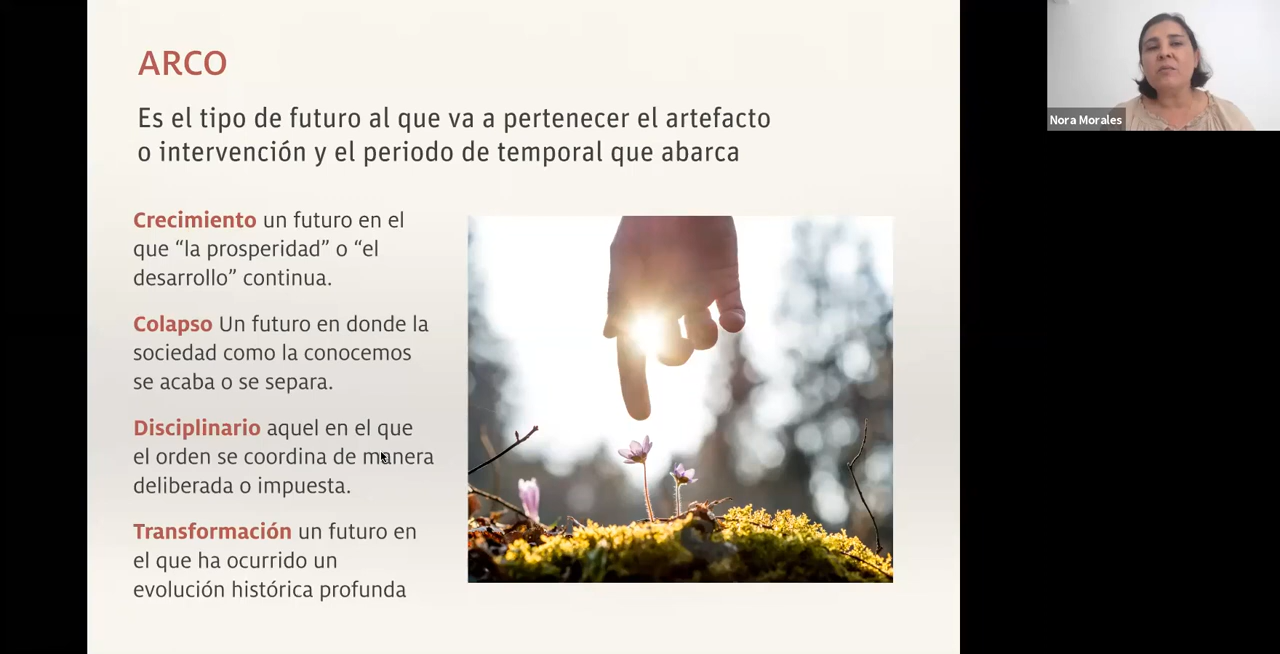 ARCO
Es el tipo de futuro al que va a pertenecer el artefacto
o intervención y el periodo de temporal que abarca
Crecimiento un futuro en el
que “la prosperidad” o “el
desarrollo” continua.
Colapso Un futuro en donde la
sociedad como la conocemos
se acaba o se separa.
Disciplinario aquel en el que
el orden se coordina de manera
deliberada o impuesta.
Transformación un futuro en
el que ha ocurrido un
evolución histórica profunda
Nora Morales